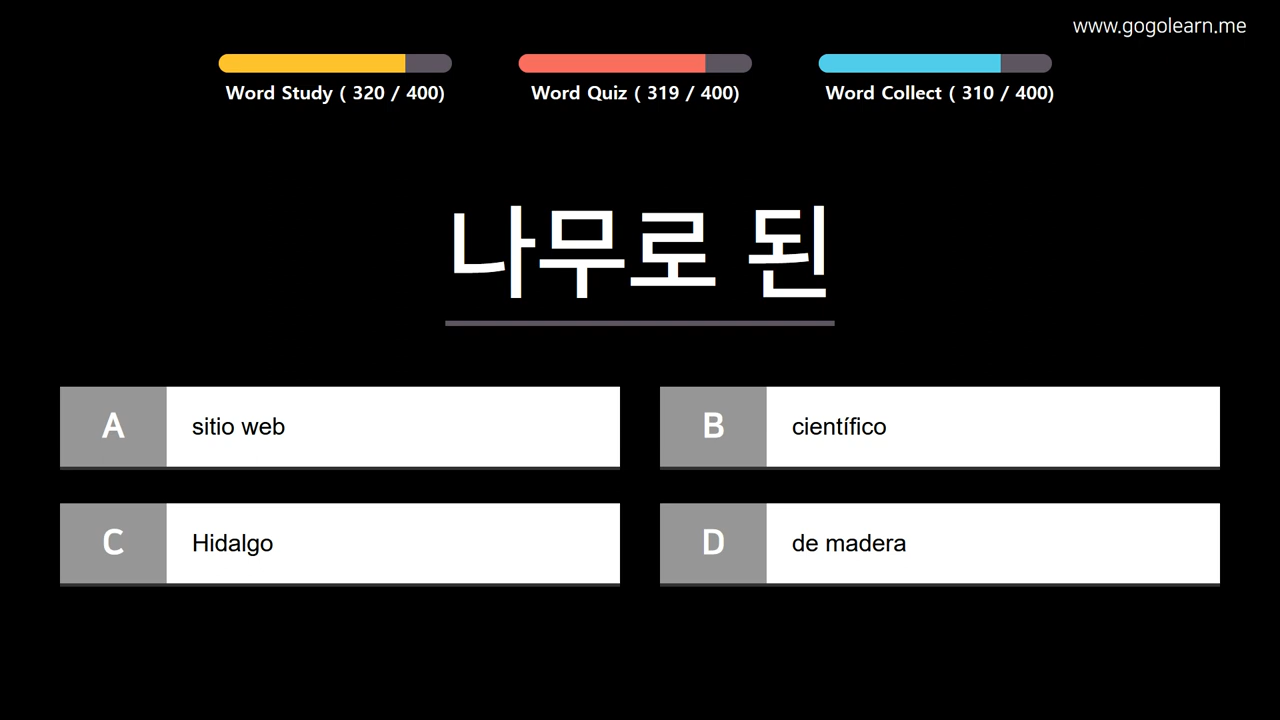 www.gogolearn.me
Word Study ( 320 / 400)
Word Quiz ( 319 / 400)
Word Collect ( 310 / 400)
나무로 된
A
sitio web
B
científico
C
Hidalgo
D
de madera